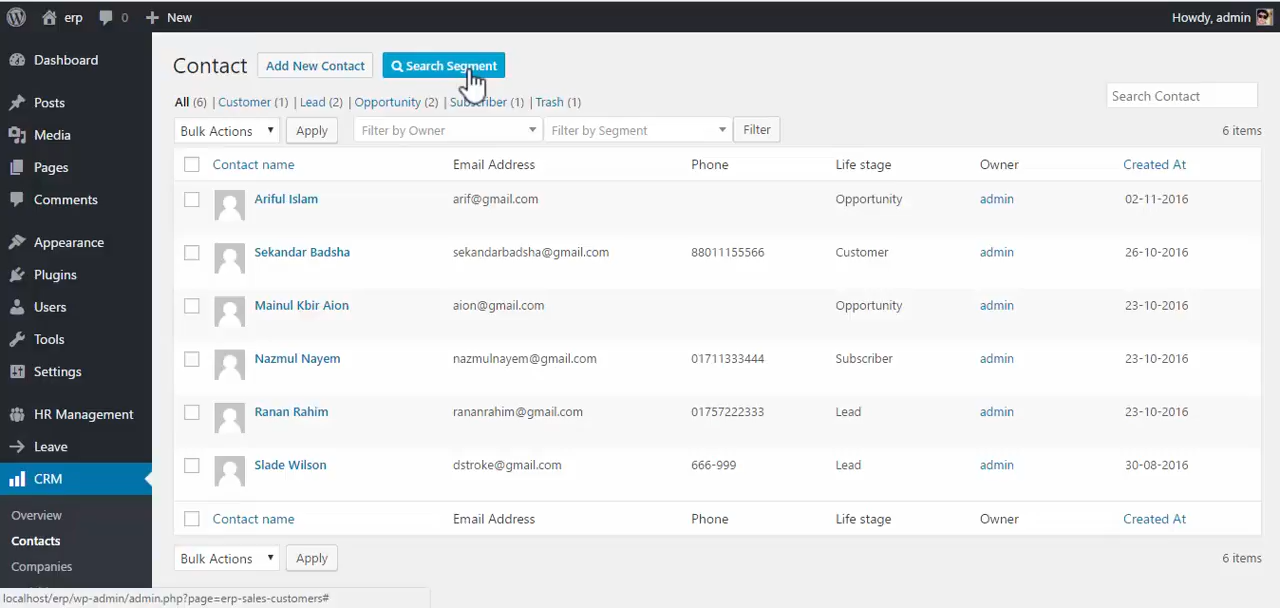 erp 0 New Howdy, admin
Dashboard
Posts
Media
Pages
Comments
Appearance
Plugins
Users
Tools
Settings
HR Management
Leave
CRM
Overview
Contacts
Companies
Contact Add New Contact Search Segment
All (6) | Customer (1) | Lead (2) | Opportunity (2) | Subscriber (1) | Trash (1)
Search Contact
Bulk Actions Apply Filter by Owner Filter by Segment Filter 6 items
Contact name Email Address Phone Life stage Owner Created At
Ariful Islam arif@gmail.com Opportunity admin 02-11-2016
Sekandar Badsha sekandarbadsha@gmail.com 88011155566 Customer admin 26-10-2016
Mainul Kbir Aion aion@gmail.com Opportunity admin 23-10-2016
Nazmul Nayem nazmulnayem@gmail.com 01711333444 Subscriber admin 23-10-2016
Ranan Rahim rananrahim@gmail.com 01757222333 Lead admin 23-10-2016
Slade Wilson dstroke@gmail.com 666-999 Lead admin 30-08-2016
Contact name Email Address Phone Life stage Owner Created At
Bulk Actions Apply 6 items
localhost/erp/wp-admin/admin.php?page=erp-sales-customers#